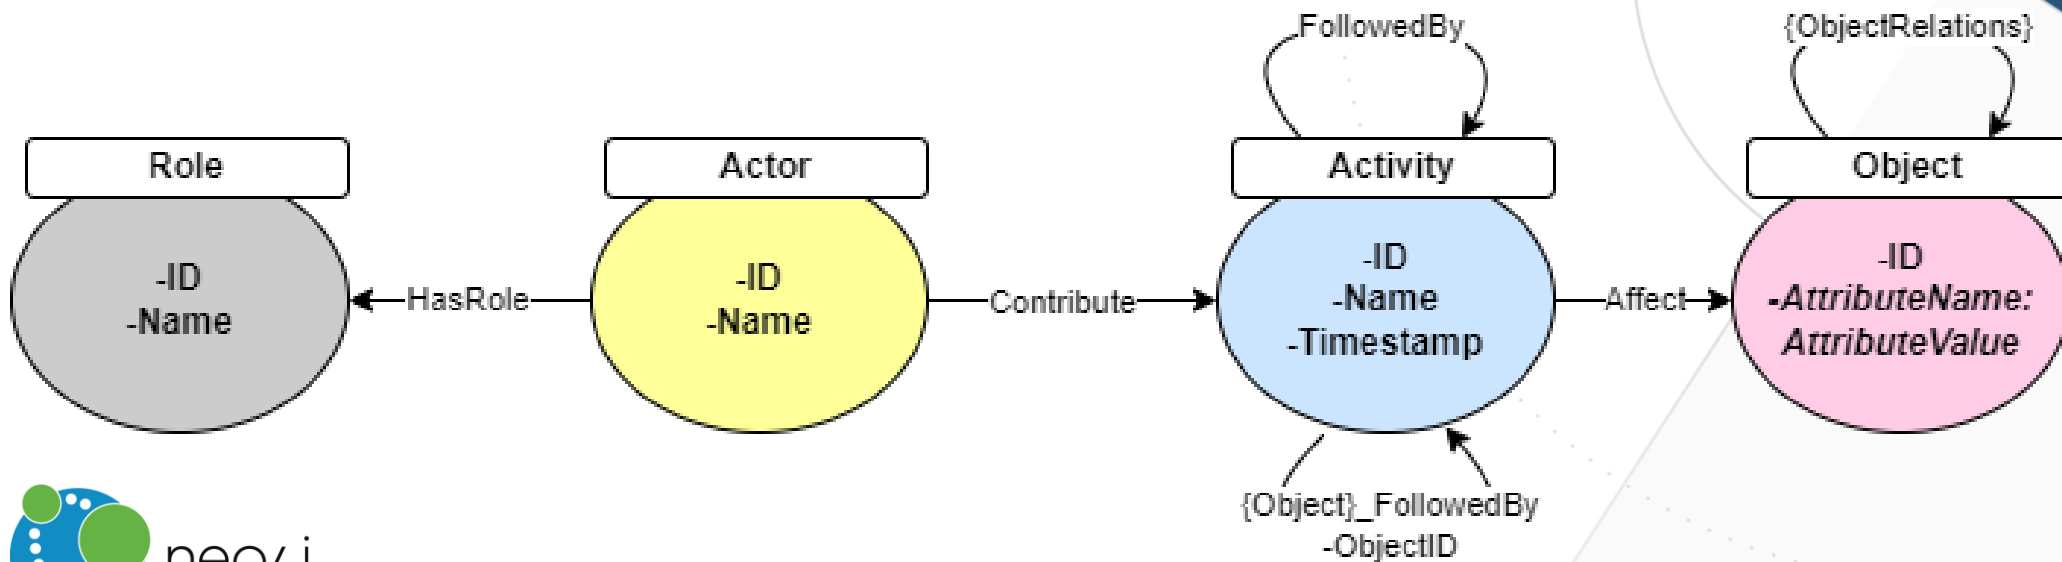 FollowedBy
{ObjectRelations}
Role
Actor
Activity
Object
-ID
-Name
HasRole
-ID
-Name
Contribute
-ID
-Name
-Timestamp
Affect
-ID
-AttributeName:
AttributeValue
{Object}_FollowedBy
-ObjectID